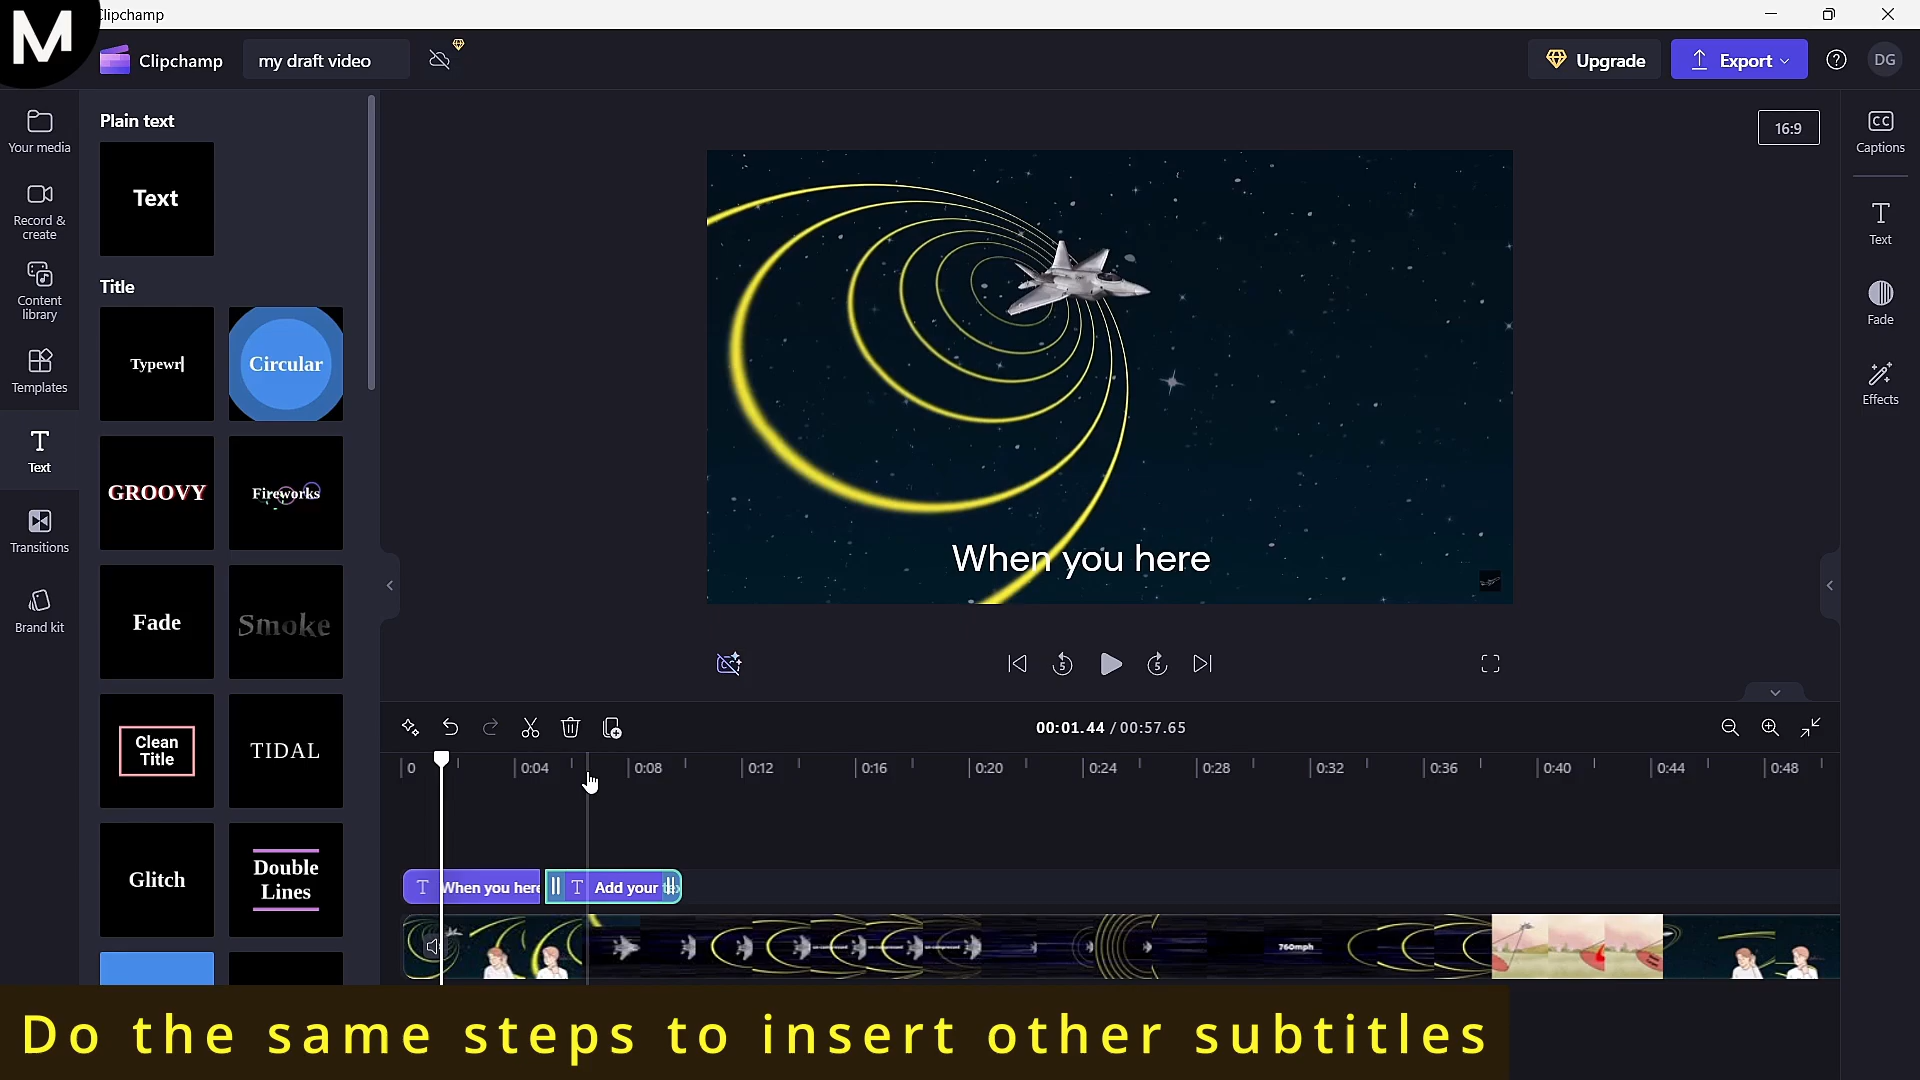 M
Clipchamp
Clipchamp
my draft video
Upgrade
Export
DG
Your media
Record &
create
Content
library
Templates
Text
Transitions
Brand kit
Plain text
Text
Title
Typewr
Circular
GROOVY
Fireworks
Fade
Smoke
Clean
Title
TIDAL
Glitch
Double
Lines
16:9
When you here
CC
Captions
Text
Fade
Effects
5
5
00:01.44 / 00:57.65
0
0:04
0:08
0:12
0:16
0:20
0:24
0:28
0:32
0:36
0:40
0:44
0:48
T When you here
T Add your tex
760mph
Do the same steps to insert other subtitles